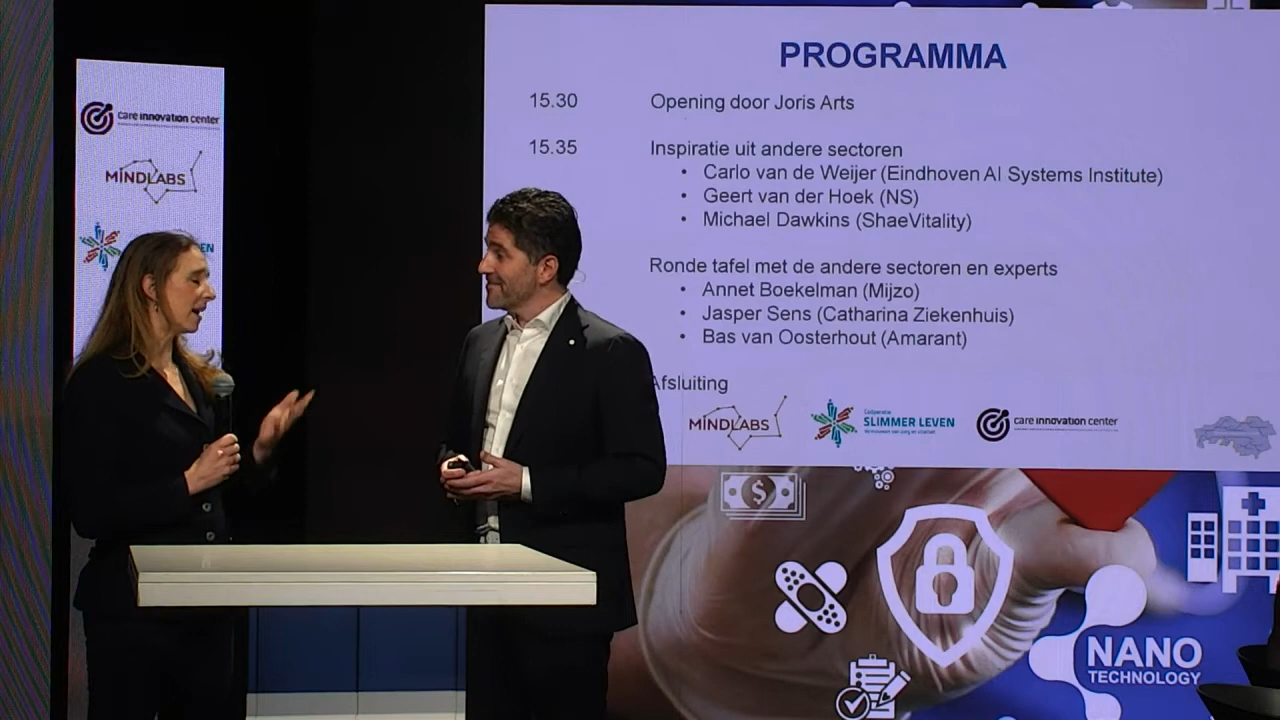 care innovation center
MINDLABS
EN
PROGRAMMA
15.30 Opening door Joris Arts
15.35 Inspiratie uit andere sectoren
• Carlo van de Weijer (Eindhoven AI Systems Institute)
• Geert van der Hoek (NS)
• Michael Dawkins (ShaeVitality)
Ronde tafel met de andere sectoren en experts
• Annet Boekelman (Mijzo)
• Jasper Sens (Catharina Ziekenhuis)
• Bas van Oosterhout (Amarant)
Afsluiting
MINDLABS
Coöperatie
SLIMMER LEVEN
care innovation center
$
NANO
TECHNOLOGY